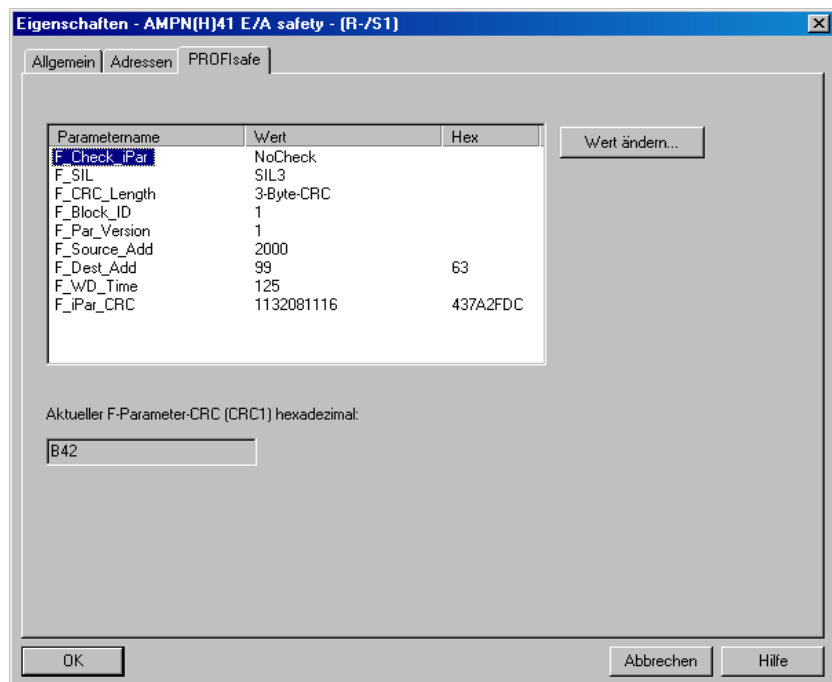 Eigenschaften - AMPN(H)41 E/A safety - (R-/S1)
Allgemein Adressen PROFIsafe
Parametername Wert Hex
Wert ändern...
F_Check_iPar NoCheck
F_SIL SIL3
F_CRC_Length 3-Byte-CRC
F_Block_ID 1
F_Par_Version 1
F_Source_Add 2000
F_Dest_Add 99 63
F_WD_Time 125
F_iPar_CRC 1132081116 437A2FDC
Aktueller F-Parameter-CRC (CRC1) hexadezimal:
B42
OK Abbrechen Hilfe